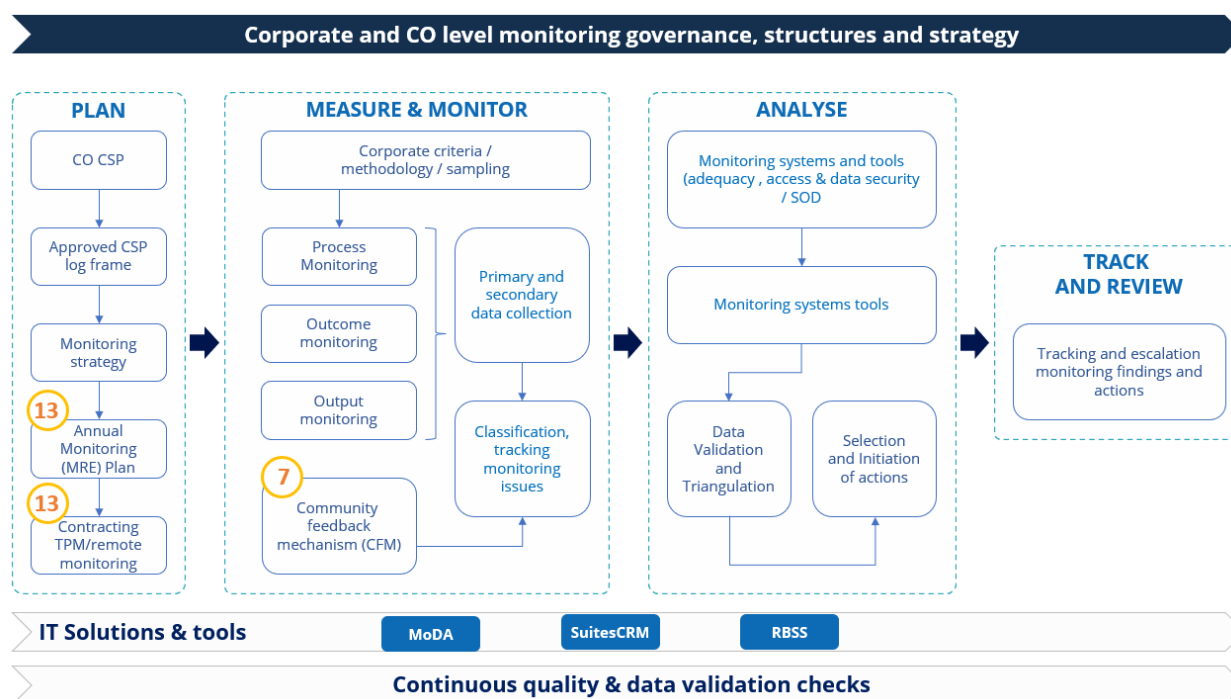 Corporate and CO level monitoring governance, structures and strategy
PLAN
CO CSP
Approved CSP
log frame
Monitoring
strategy
13
Annual
Monitoring
(MRE) Plan
13
Contracting
TPM/remote
monitoring
MEASURE & MONITOR
Corporate criteria /
methodology / sampling
Process
Monitoring
Outcome
monitoring
Output
monitoring
7
Community
feedback
mechanism (CFM)
Primary and
secondary
data collection
Classification,
tracking
monitoring
issues
ANALYSE
Monitoring systems and tools
(adequacy , access & data security
/ SOD
Monitoring systems tools
Data
Validation
and
Triangulation
Selection
and Initiation
of actions
TRACK
AND REVIEW
Tracking and escalation
monitoring findings and
actions
IT Solutions & tools
MoDA
SuitesCRM
RBSS
Continuous quality & data validation checks